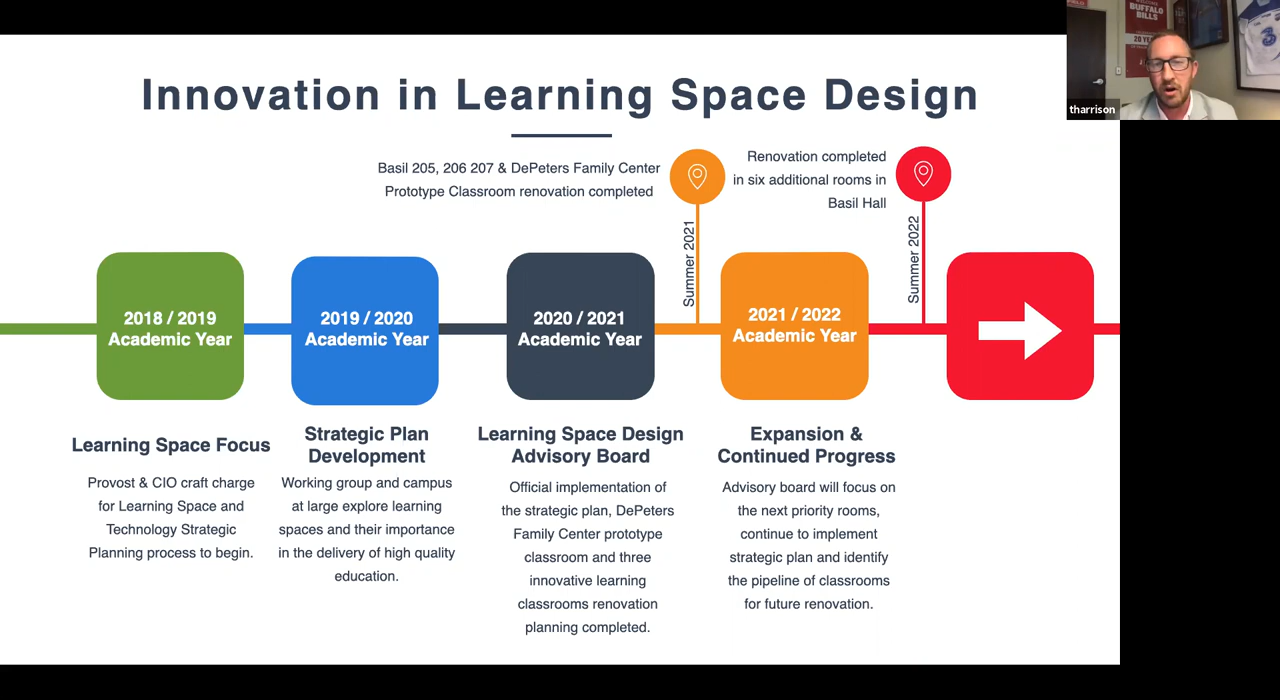 Innovation in Learning Space Design
Basil 205, 206 207 & DePeters Family Center
Prototype Classroom renovation completed
Summer 2021
Renovation completed
in six additional rooms in
Basil Hall
Summer 2022
2018 / 2019
Academic Year
2019 / 2020
Academic Year
2020 / 2021
Academic Year
2021 / 2022
Academic Year
Learning Space Focus
Provost & CIO craft charge
for Learning Space and
Technology Strategic
Planning process to begin.
Strategic Plan
Development
Working group and campus
at large explore learning
spaces and their importance
in the delivery of high quality
education.
Learning Space Design
Advisory Board
Official implementation of
the strategic plan, DePeters
Family Center prototype
classroom and three
innovative learning
classrooms renovation
planning completed.
Expansion &
Continued Progress
Advisory board will focus on
the next priority rooms,
continue to implement
strategic plan and identify
the pipeline of classrooms
for future renovation.
BUFFALO
BILLS
20 YE
3
tharrison